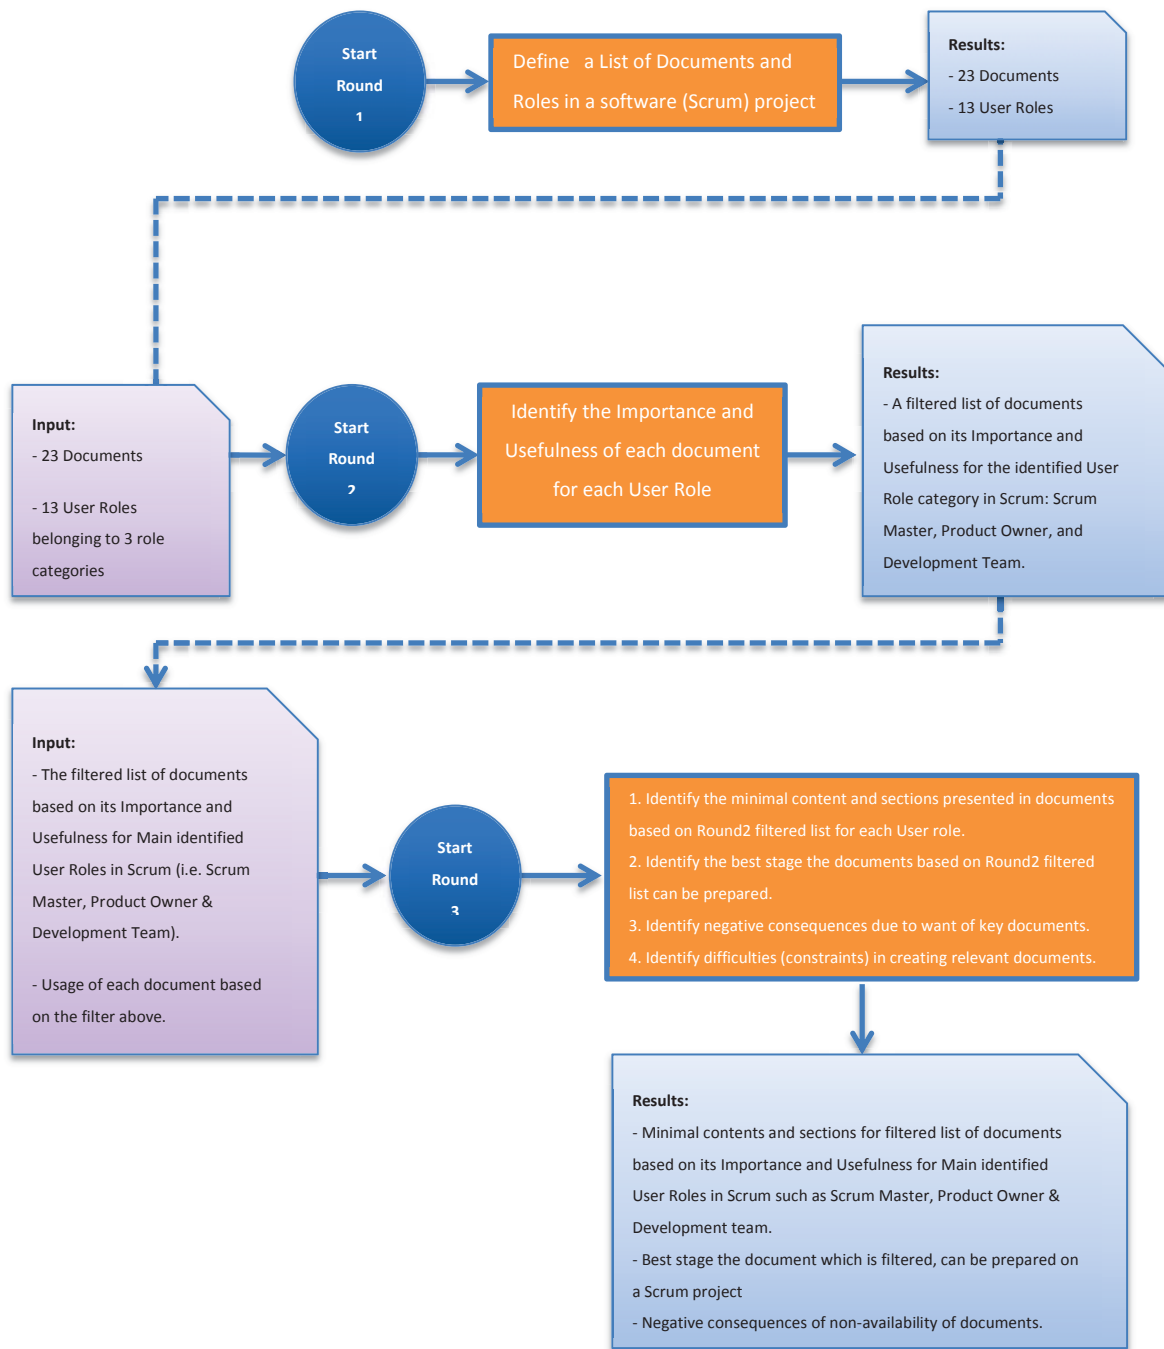 Start
Round
1
Define a List of Documents and
Roles in a software (Scrum) project
Results:
- 23 Documents
- 13 User Roles
Input:
- 23 Documents
- 13 User Roles
belonging to 3 role
categories
Start
Round
2
Identify the Importance and
Usefulness of each document
for each User Role
Results:
- A filtered list of documents
based on its Importance and
Usefulness for the identified User
Role category in Scrum: Scrum
Master, Product Owner, and
Development Team.
Input:
- The filtered list of documents
based on its Importance and
Usefulness for Main identified
User Roles in Scrum (i.e. Scrum
Master, Product Owner &
Development Team).
- Usage of each document based
on the filter above.
Start
Round
3
1. Identify the minimal content and sections presented in documents
based on Round2 filtered list for each User role.
2. Identify the best stage the documents based on Round2 filtered
list can be prepared.
3. Identify negative consequences due to want of key documents.
4. Identify difficulties (constraints) in creating relevant documents.
Results:
- Minimal contents and sections for filtered list of documents
based on its Importance and Usefulness for Main identified
User Roles in Scrum such as Scrum Master, Product Owner &
Development team.
- Best stage the document which is filtered, can be prepared on
a Scrum project
- Negative consequences of non-availability of documents.